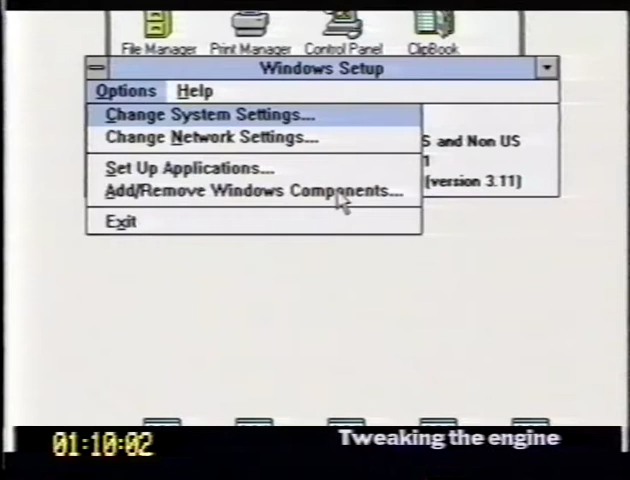 File Manager Print Manager Control Panel ClipBook
Windows Setup
Options Help
Change System Settings...
Change Network Settings...
S and Non US
1
Set Up Applications...
(version 3.11)
Add/Remove Windows Components...
Exit
01:10:02
Tweaking the engine